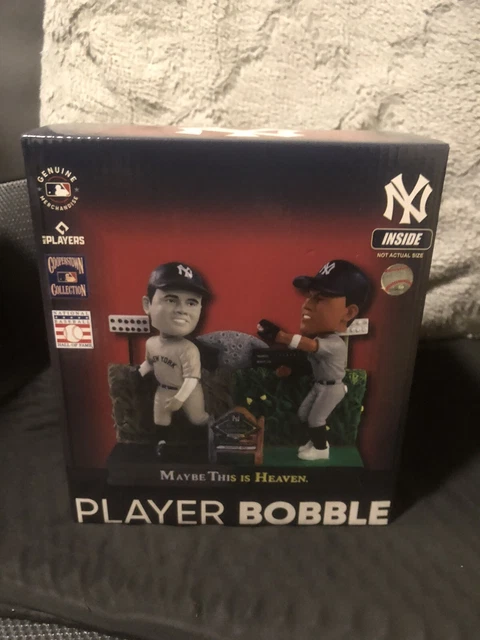 GENUINE
MERCHANDISE
NY
PLAYERS
INSIDE
NOT ACTUAL SIZE
COOPERSTOWN
COLLECTION
NATIONAL
BASEBALL
HALL OF FAME
NY
NY
NEW YORK
MAYBE THIS IS HEAVEN.
PLAYER BOBBLE